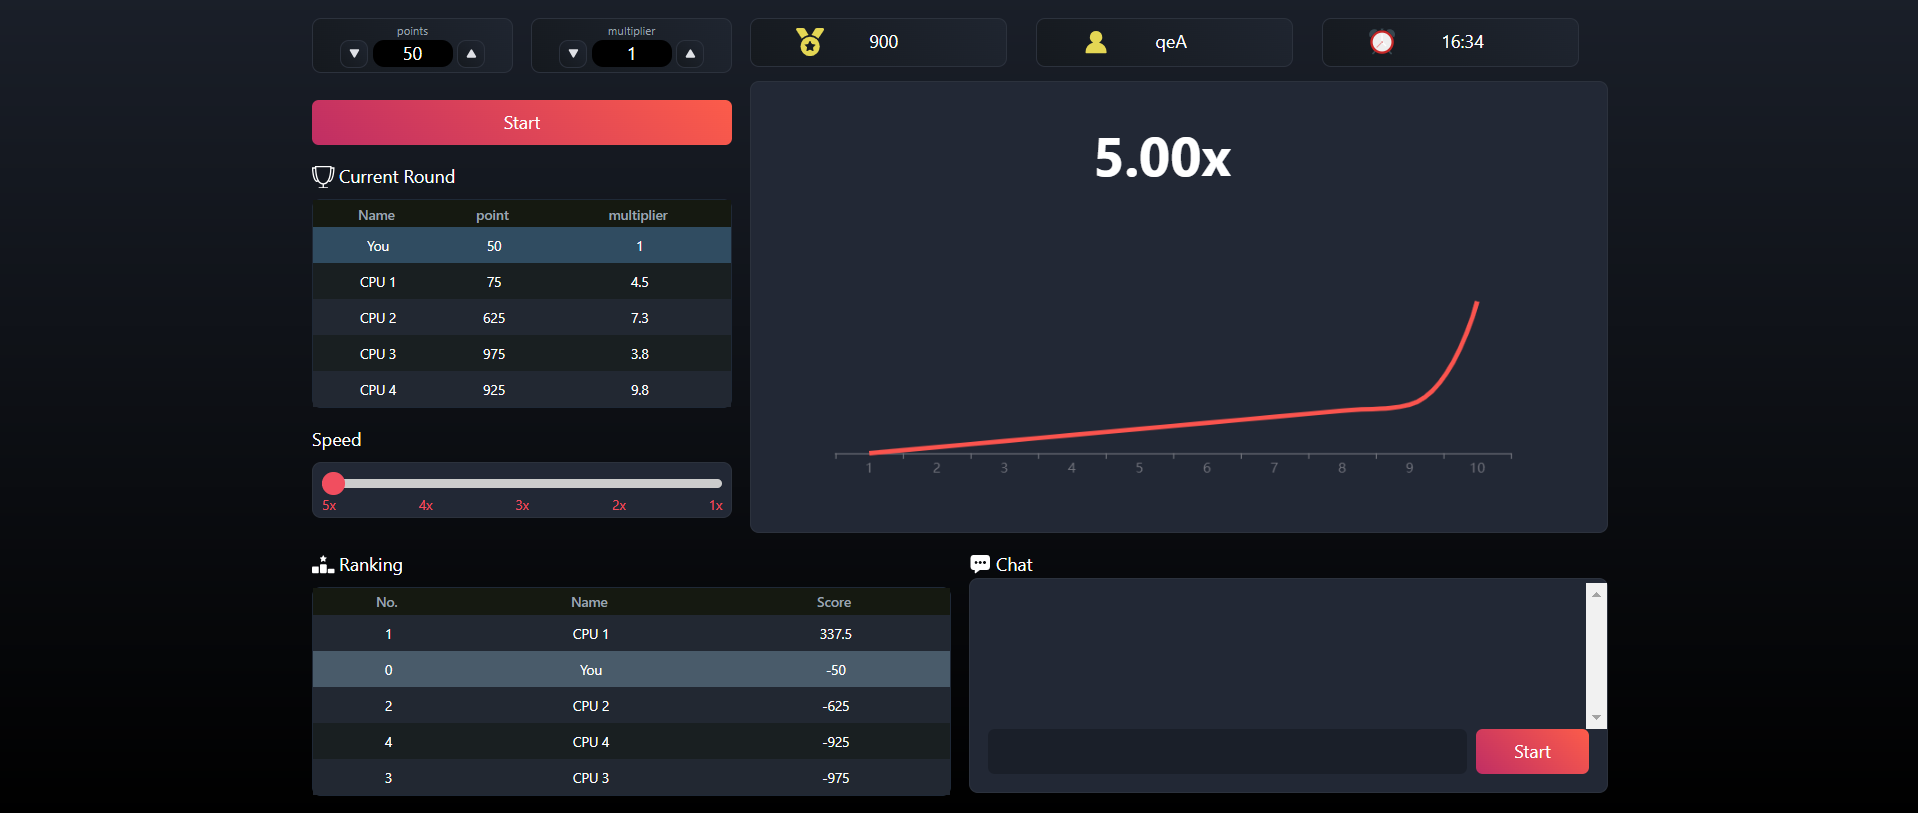 points
50
multiplier
1
900
qeA
16:34
Start
Current Round
Name point multiplier
You 50 1
CPU 1 75 4.5
CPU 2 625 7.3
CPU 3 975 3.8
CPU 4 925 9.8
Speed
5x 4x 3x 2x 1x
5.00x
1 2 3 4 5 6 7 8 9 10
Ranking
No. Name Score
1 CPU 1 337.5
0 You -50
2 CPU 2 -625
4 CPU 4 -925
3 CPU 3 -975
Chat
Start